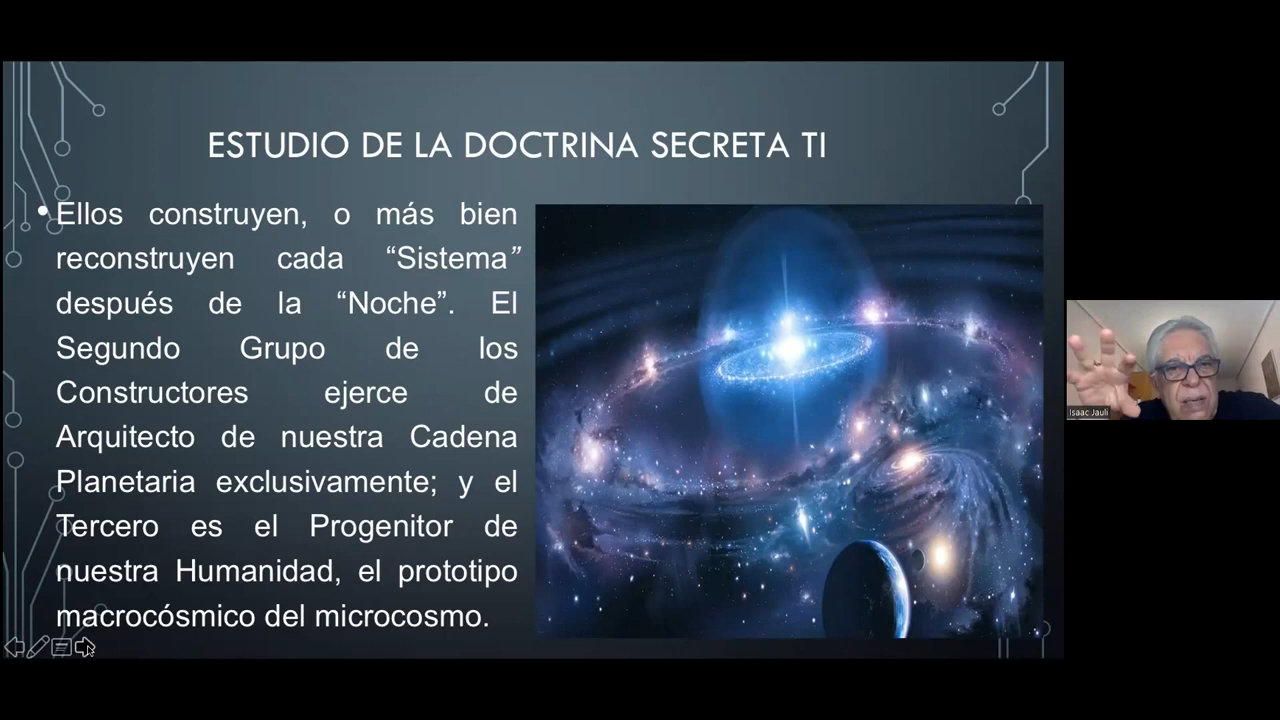 ESTUDIO DE LA DOCTRINA SECRETA TI
• Ellos construyen, o más bien
reconstruyen cada “Sistema”
después de la “Noche”. El
Segundo Grupo de los
Constructores ejerce de
Arquitecto de nuestra Cadena
Planetaria exclusivamente; y el
Tercero es el Progenitor de
nuestra Humanidad, el prototipo
macrocósmico del microcosmo.
Isaac Jauli